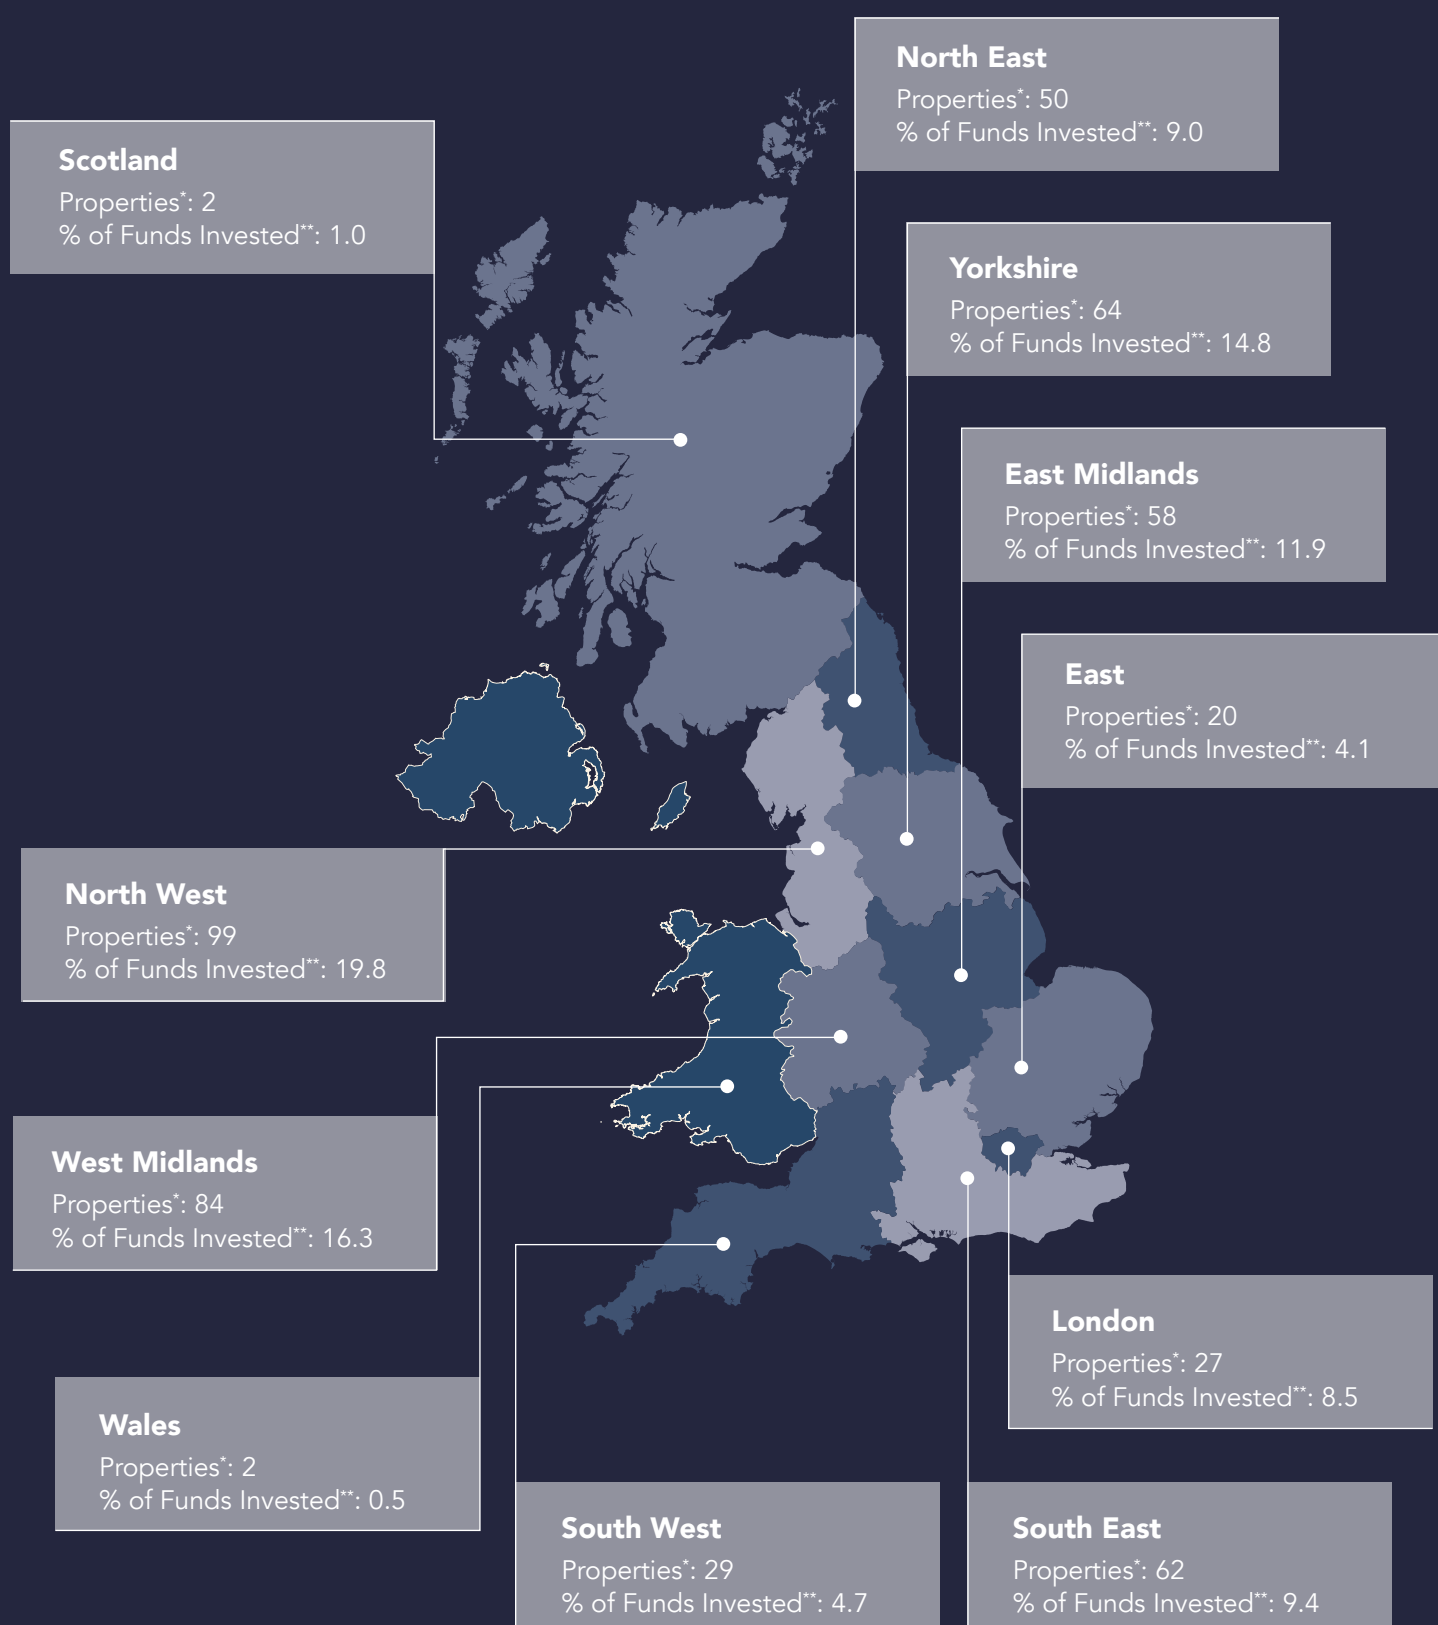 North East
Properties*: 50
% of Funds Invested**: 9.0
Scotland
Properties*: 2
% of Funds Invested**: 1.0
Yorkshire
Properties*: 64
% of Funds Invested**: 14.8
East Midlands
Properties*: 58
% of Funds Invested**: 11.9
East
Properties*: 20
% of Funds Invested**: 4.1
North West
Properties*: 99
% of Funds Invested**: 19.8
West Midlands
Properties*: 84
% of Funds Invested**: 16.3
London
Properties*: 27
% of Funds Invested**: 8.5
Wales
Properties*: 2
% of Funds Invested**: 0.5
South West
Properties*: 29
% of Funds Invested**: 4.7
South East
Properties*: 62
% of Funds Invested**: 9.4